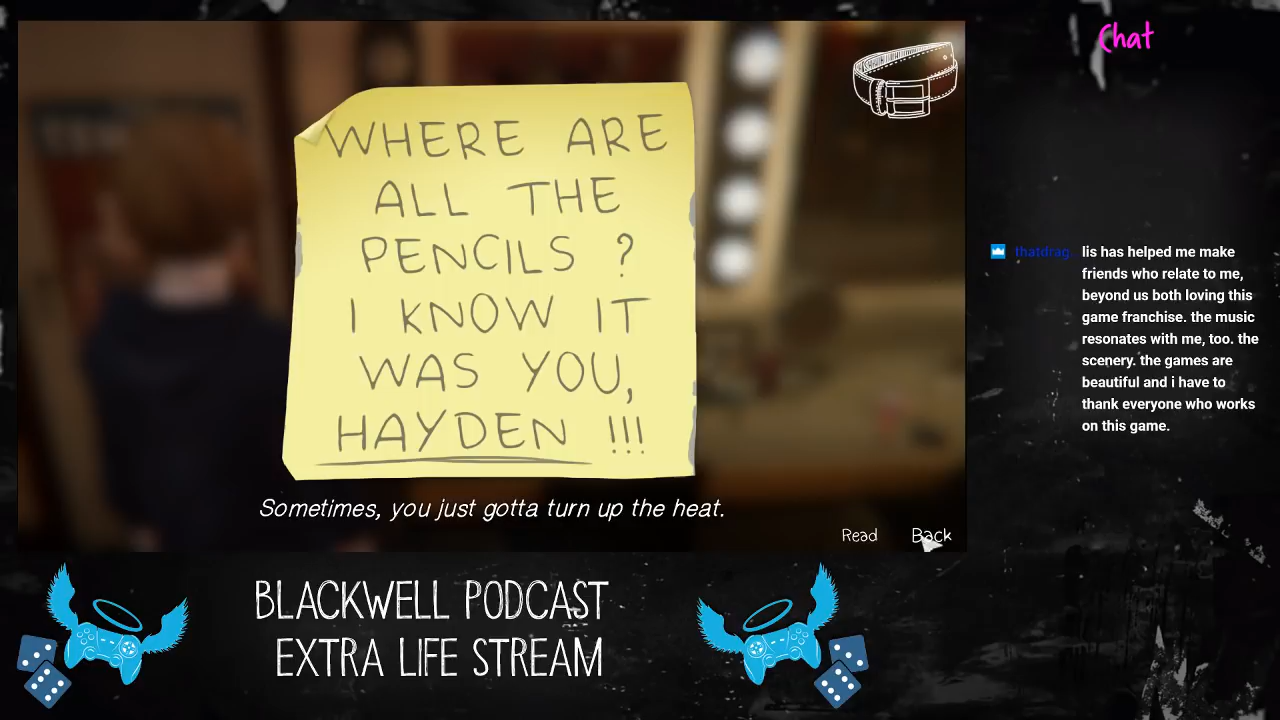 Chat
WHERE ARE
ALL THE
PENCILS ?
I KNOW IT
WAS YOU,
HAYDEN !!!
Sometimes, you just gotta turn up the heat.
Read Back
thatdrag. lis has helped me make
friends who relate to me,
beyond us both loving this
game franchise. the music
resonates with me, too. the
scenery. the games are
beautiful and i have to
thank everyone who works
on this game.
BLACKWELL PODCAST
EXTRA LIFE STREAM